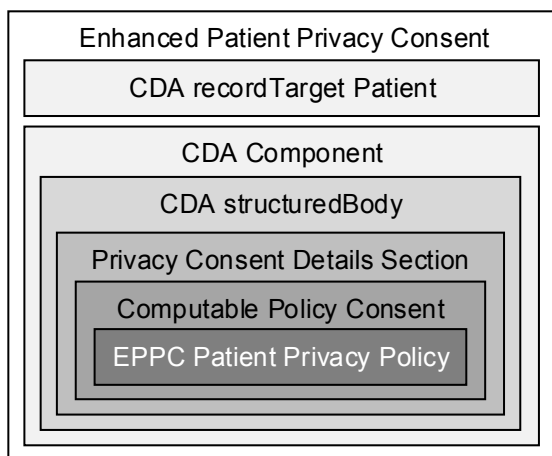 Enhanced Patient Privacy Consent
CDA recordTarget Patient
CDA Component
CDA structuredBody
Privacy Consent Details Section
Computable Policy Consent
EPPC Patient Privacy Policy